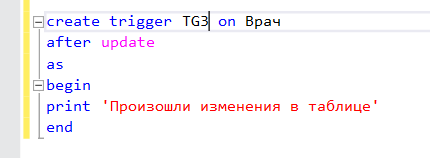 create trigger TG3 on Врач
after update
as
begin
print 'Произошли изменения в таблице'
end